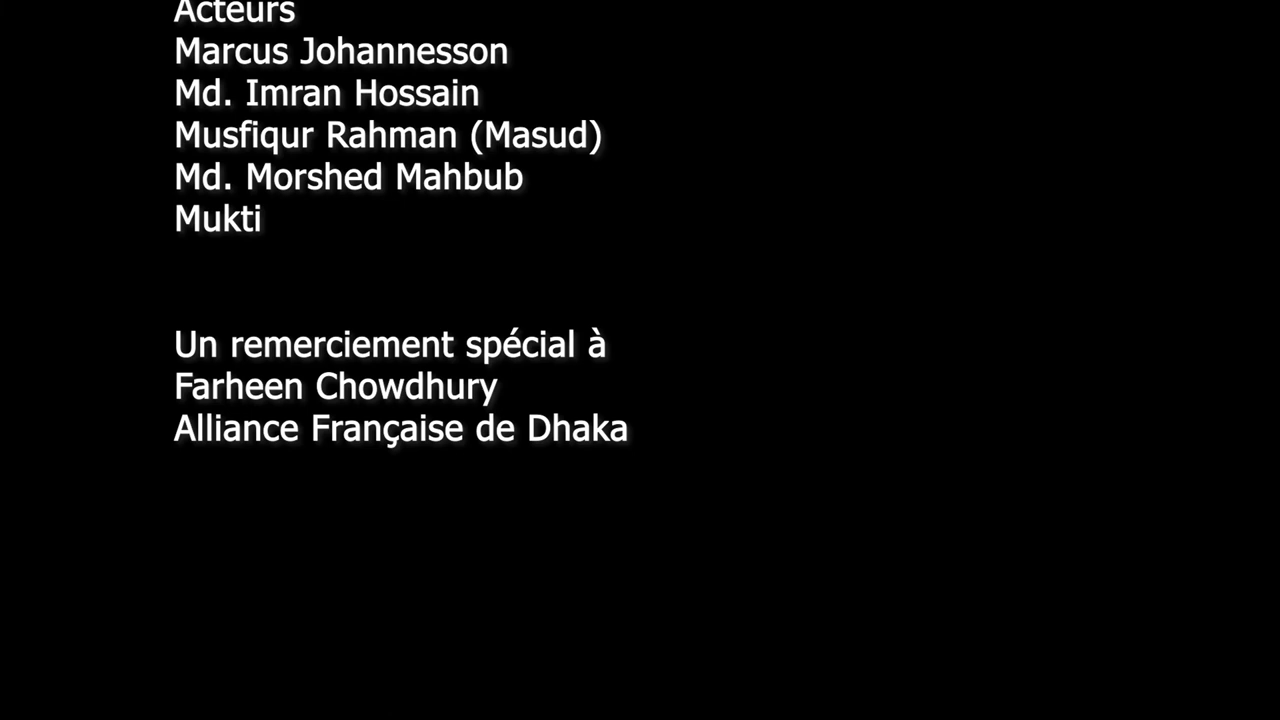 Acteurs
Marcus Johannesson
Md. Imran Hossain
Musfiqur Rahman (Masud)
Md. Morshed Mahbub
Mukti
Un remerciement spécial à
Farheen Chowdhury
Alliance Française de Dhaka